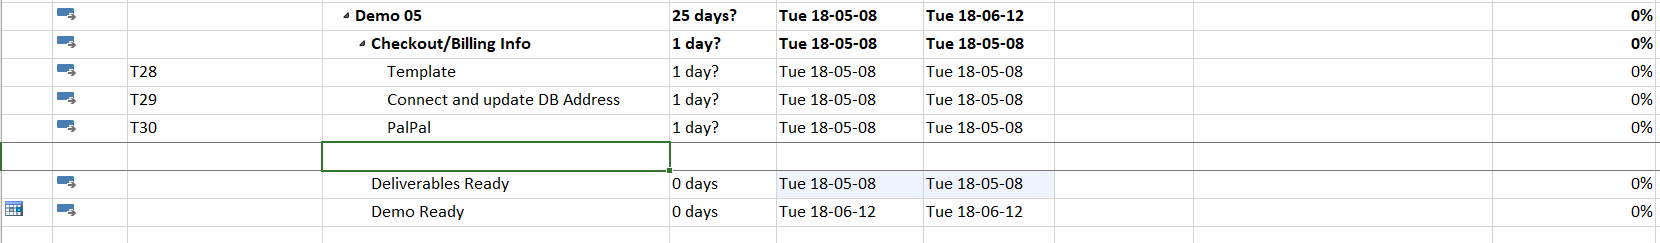 Demo 05 25 days? Tue 18-05-08 Tue 18-06-12 0%
Checkout/Billing Info 1 day? Tue 18-05-08 Tue 18-05-08 0%
T28 Template 1 day? Tue 18-05-08 Tue 18-05-08 0%
T29 Connect and update DB Address 1 day? Tue 18-05-08 Tue 18-05-08 0%
T30 PalPal 1 day? Tue 18-05-08 Tue 18-05-08 0%
Deliverables Ready 0 days Tue 18-05-08 Tue 18-05-08 0%
Demo Ready 0 days Tue 18-06-12 Tue 18-06-12 0%